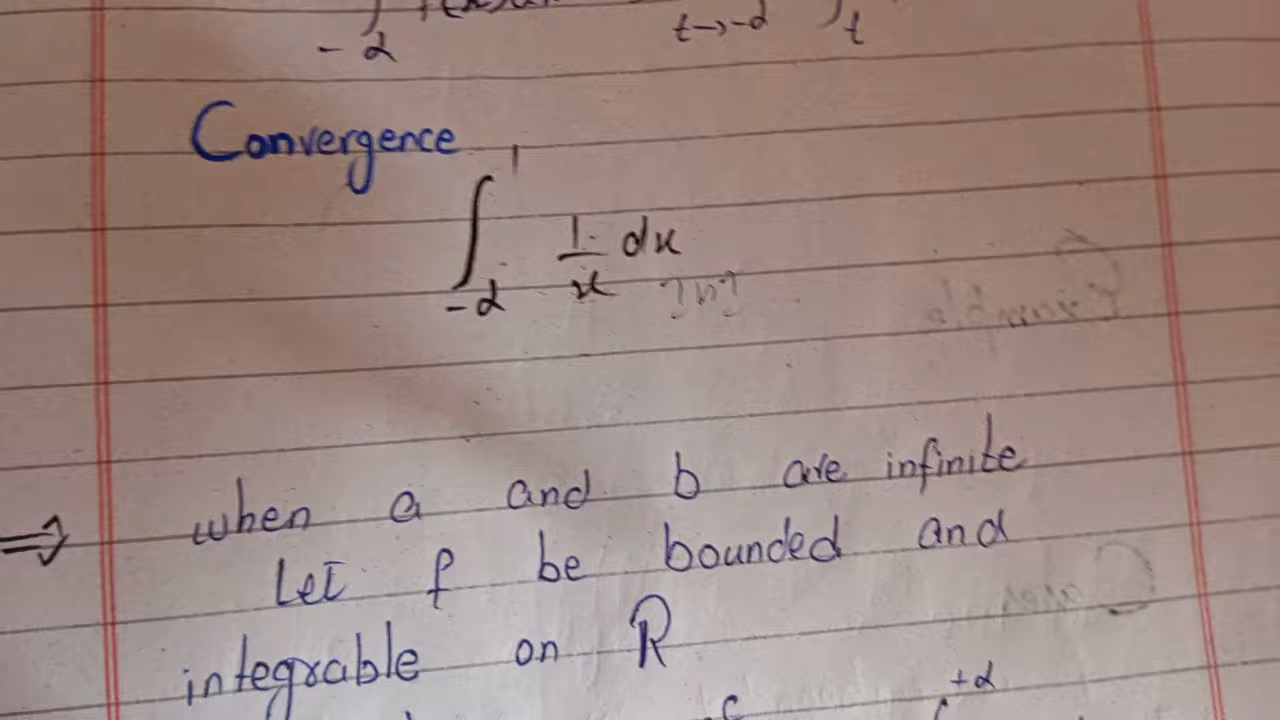 -∞ t→-∞ t
Convergence
∫_{-∞}^{1} 1/x dx
when a and b are infinite
⇒
Let f be bounded and
integrable on ℝ
c +∞